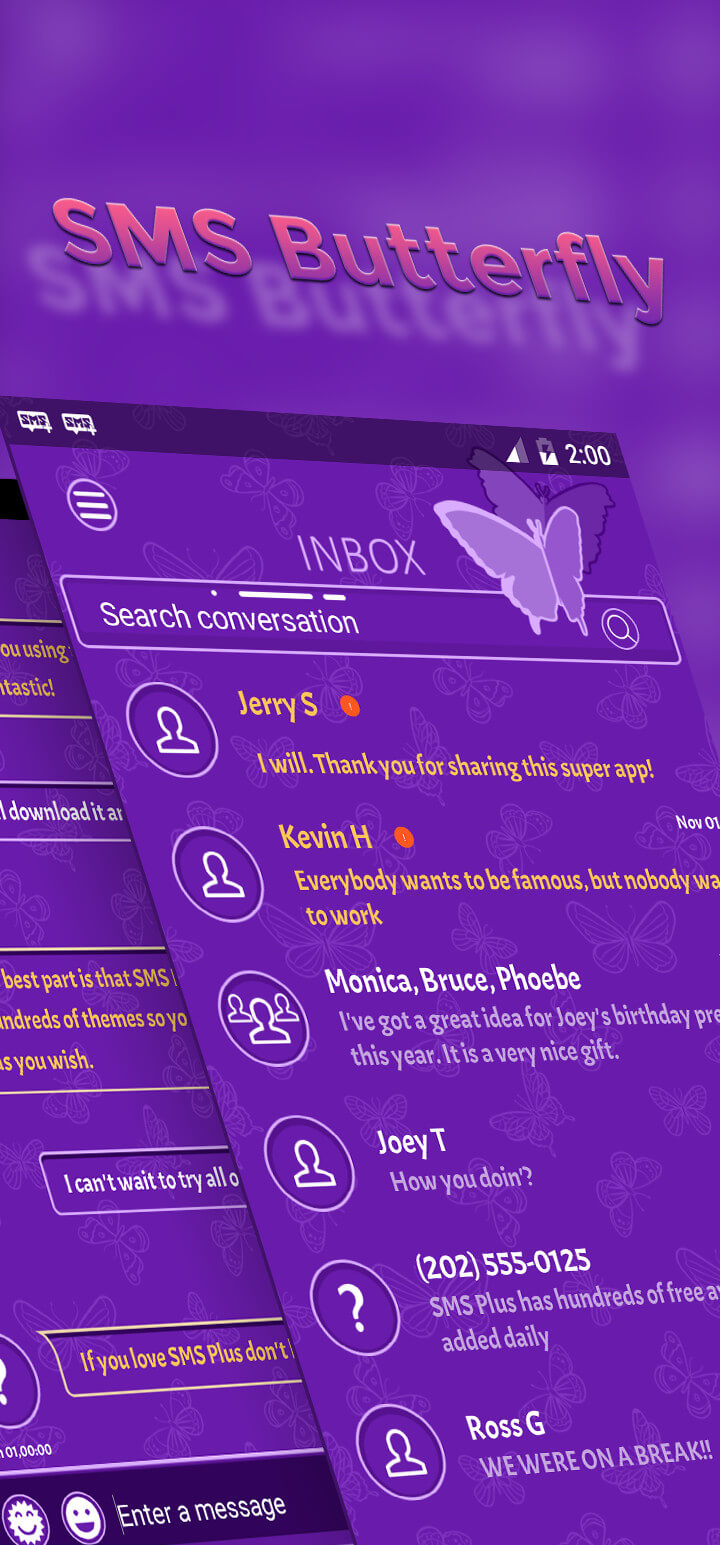 SMS Butterfly
SMS
SMS
2:00
INBOX
Search conversation
Jerry S
I will. Thank you for sharing this super app!
Kevin H
Nov 01,
Everybody wants to be famous, but nobody wa
to work
Monica, Bruce, Phoebe
I've got a great idea for Joey's birthday pre
this year. It is a very nice gift.
Joey T
How you doin'?
(202) 555-0125
SMS Plus has hundreds of free a
added daily
Ross G
WE WERE ON A BREAK!!
ou using
ntastic!
l download it ar
best part is that SMS
undreds of themes so yo
as you wish.
I can't wait to try all o
If you love SMS Plus don't
01,00:00
Enter a message